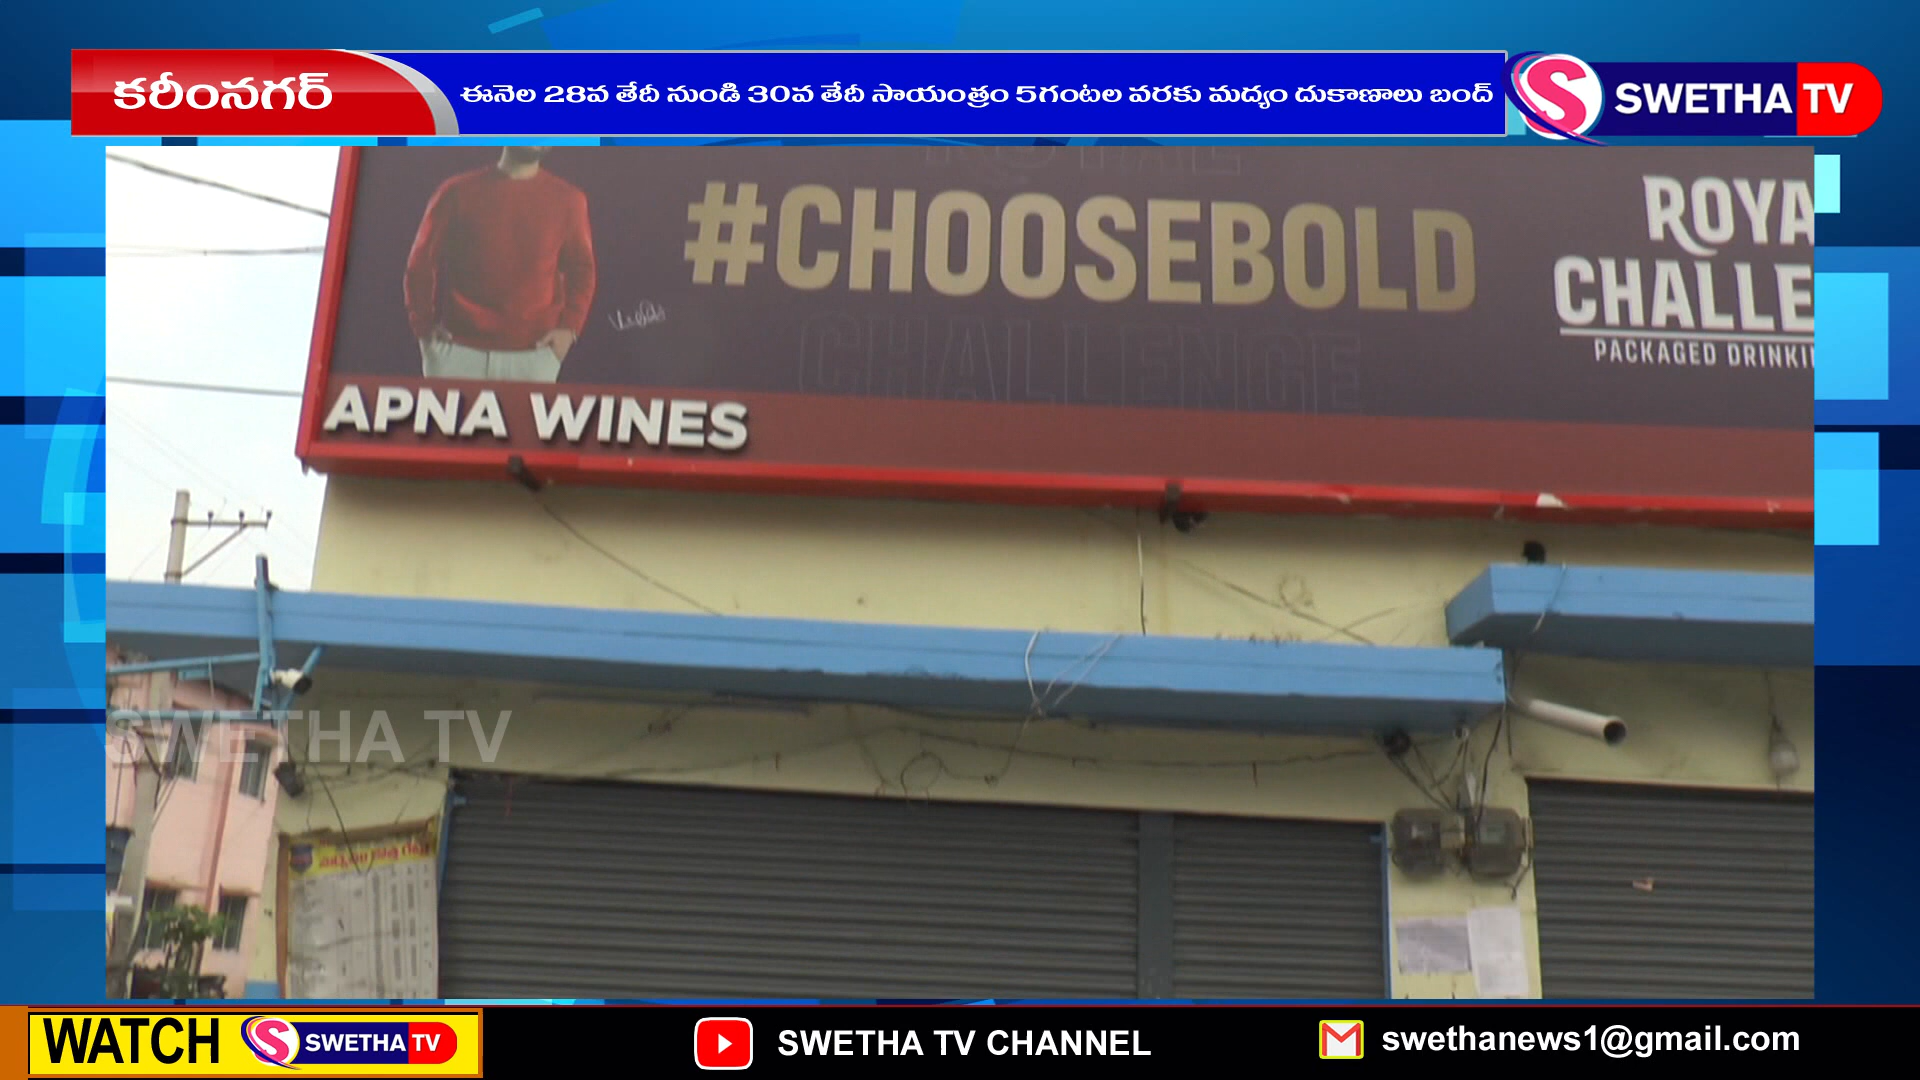 కరీంనగర్
ఈనెల 28వ తేదీ నుండి 30వ తేదీ సాయంత్రం 5గంటల వరకు మద్యం దుకాణాలు బంద్
S SWETHA TV
#CHOOSEBOLD
ROYA
CHALLE
PACKAGED DRINKI
CHALLENGE
APNA WINES
SWETHA TV
WATCH S SWETHA TV
SWETHA TV CHANNEL
swethanews1@gmail.com